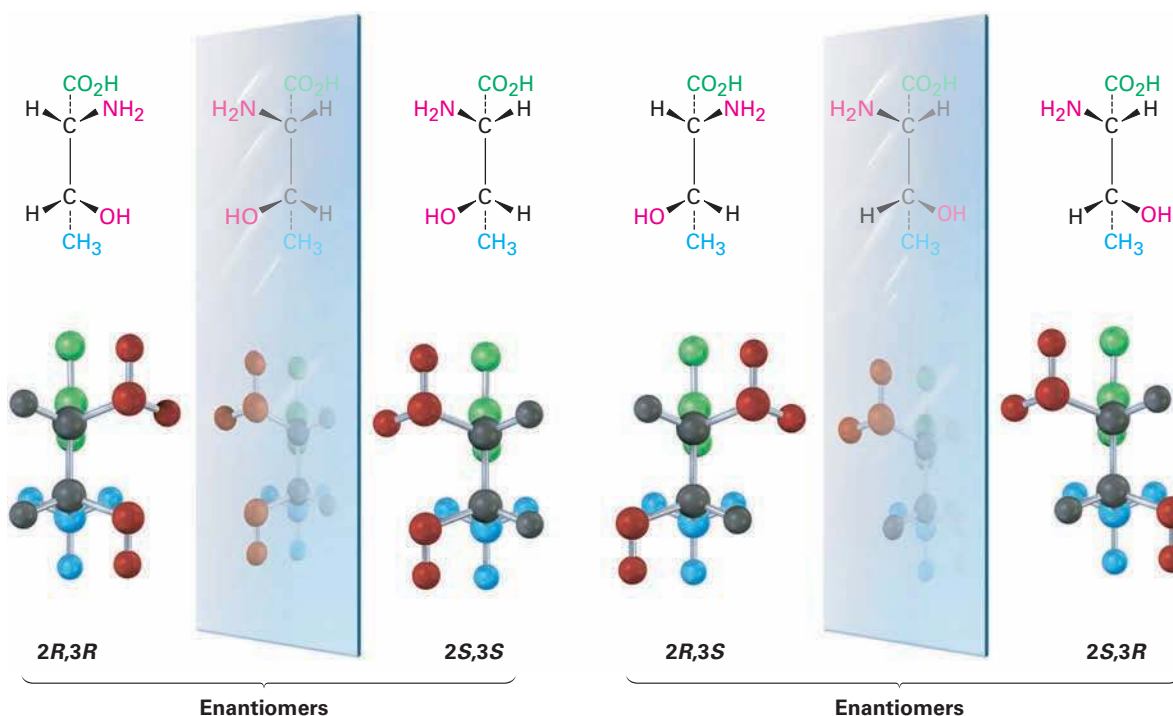 CO₂H CO₂H CO₂H CO₂H CO₂H CO₂H
H C NH₂ H₂N C H H₂N C H H C NH₂ H₂N C H H₂N C H
H C OH HO C H HO C H HO C H H C OH H C OH
CH₃ CH₃ CH₃ CH₃ CH₃ CH₃
2R,3R 2S,3S 2R,3S 2S,3R
Enantiomers Enantiomers